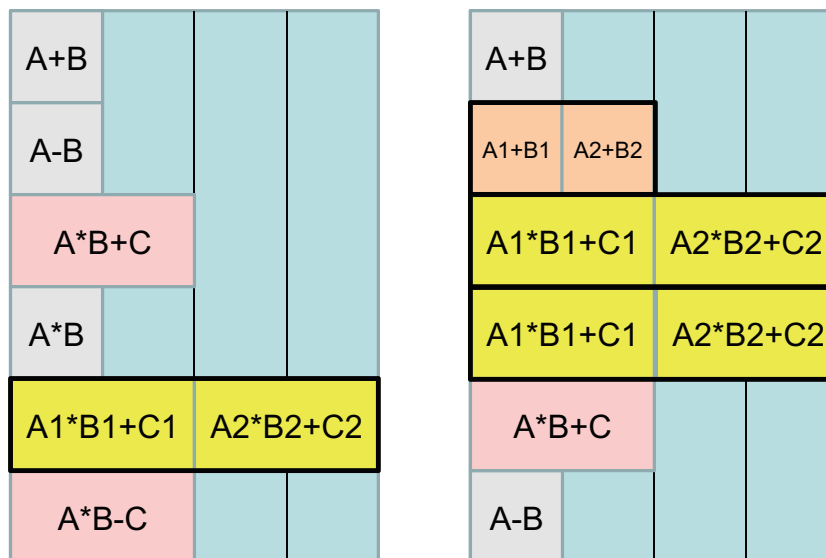 A+B
A-B
A*B+C
A*B
A1*B1+C1 A2*B2+C2
A*B-C
A+B
A1+B1 A2+B2
A1*B1+C1 A2*B2+C2
A1*B1+C1 A2*B2+C2
A*B+C
A-B